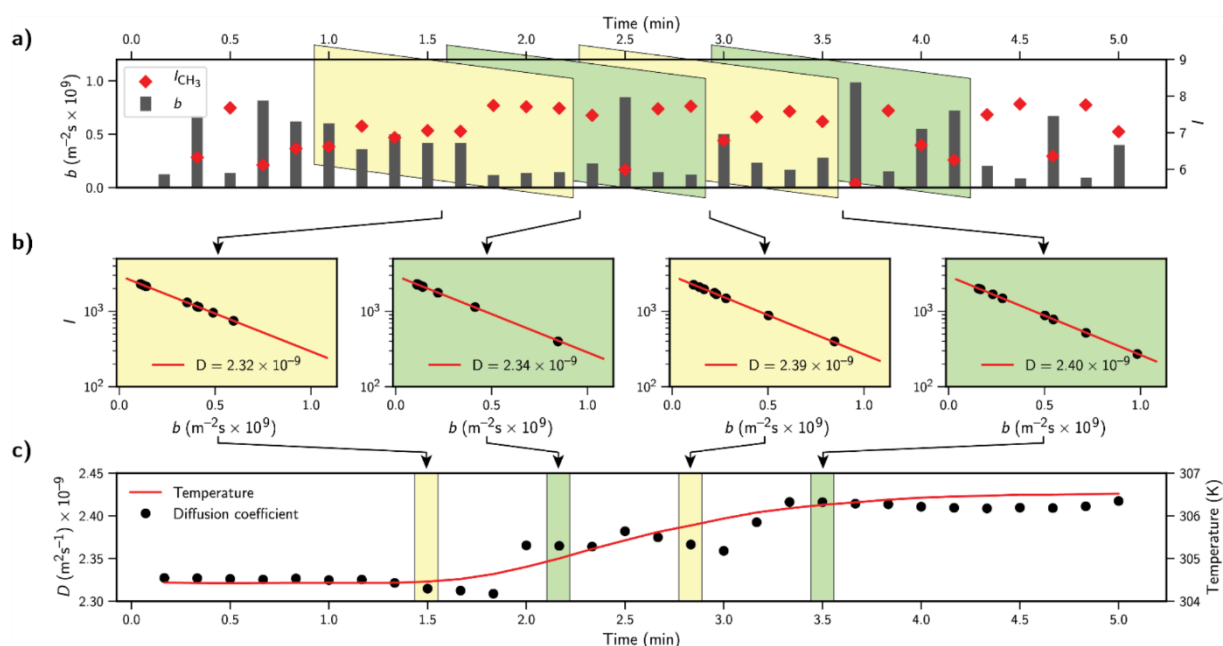 Time (min)
a)
0.0 0.5 1.0 1.5 2.0 2.5 3.0 3.5 4.0 4.5 5.0
b (m⁻²s × 10⁹)
1.0
0.5
0.0
I_CH₃
b
9
8
7
6
I
b)
I
10³
10²
D = 2.32 × 10⁻⁹
D = 2.34 × 10⁻⁹
D = 2.39 × 10⁻⁹
D = 2.40 × 10⁻⁹
0.0 0.5 1.0
0.0 0.5 1.0
0.0 0.5 1.0
0.0 0.5 1.0
b (m⁻²s × 10⁹)
b (m⁻²s × 10⁹)
b (m⁻²s × 10⁹)
b (m⁻²s × 10⁹)
c)
D (m²s⁻¹) × 10⁻⁹
2.45
2.40
2.35
2.30
Temperature
Diffusion coefficient
307
306
305
304
Temperature (K)
0.0 0.5 1.0 1.5 2.0 2.5 3.0 3.5 4.0 4.5 5.0
Time (min)